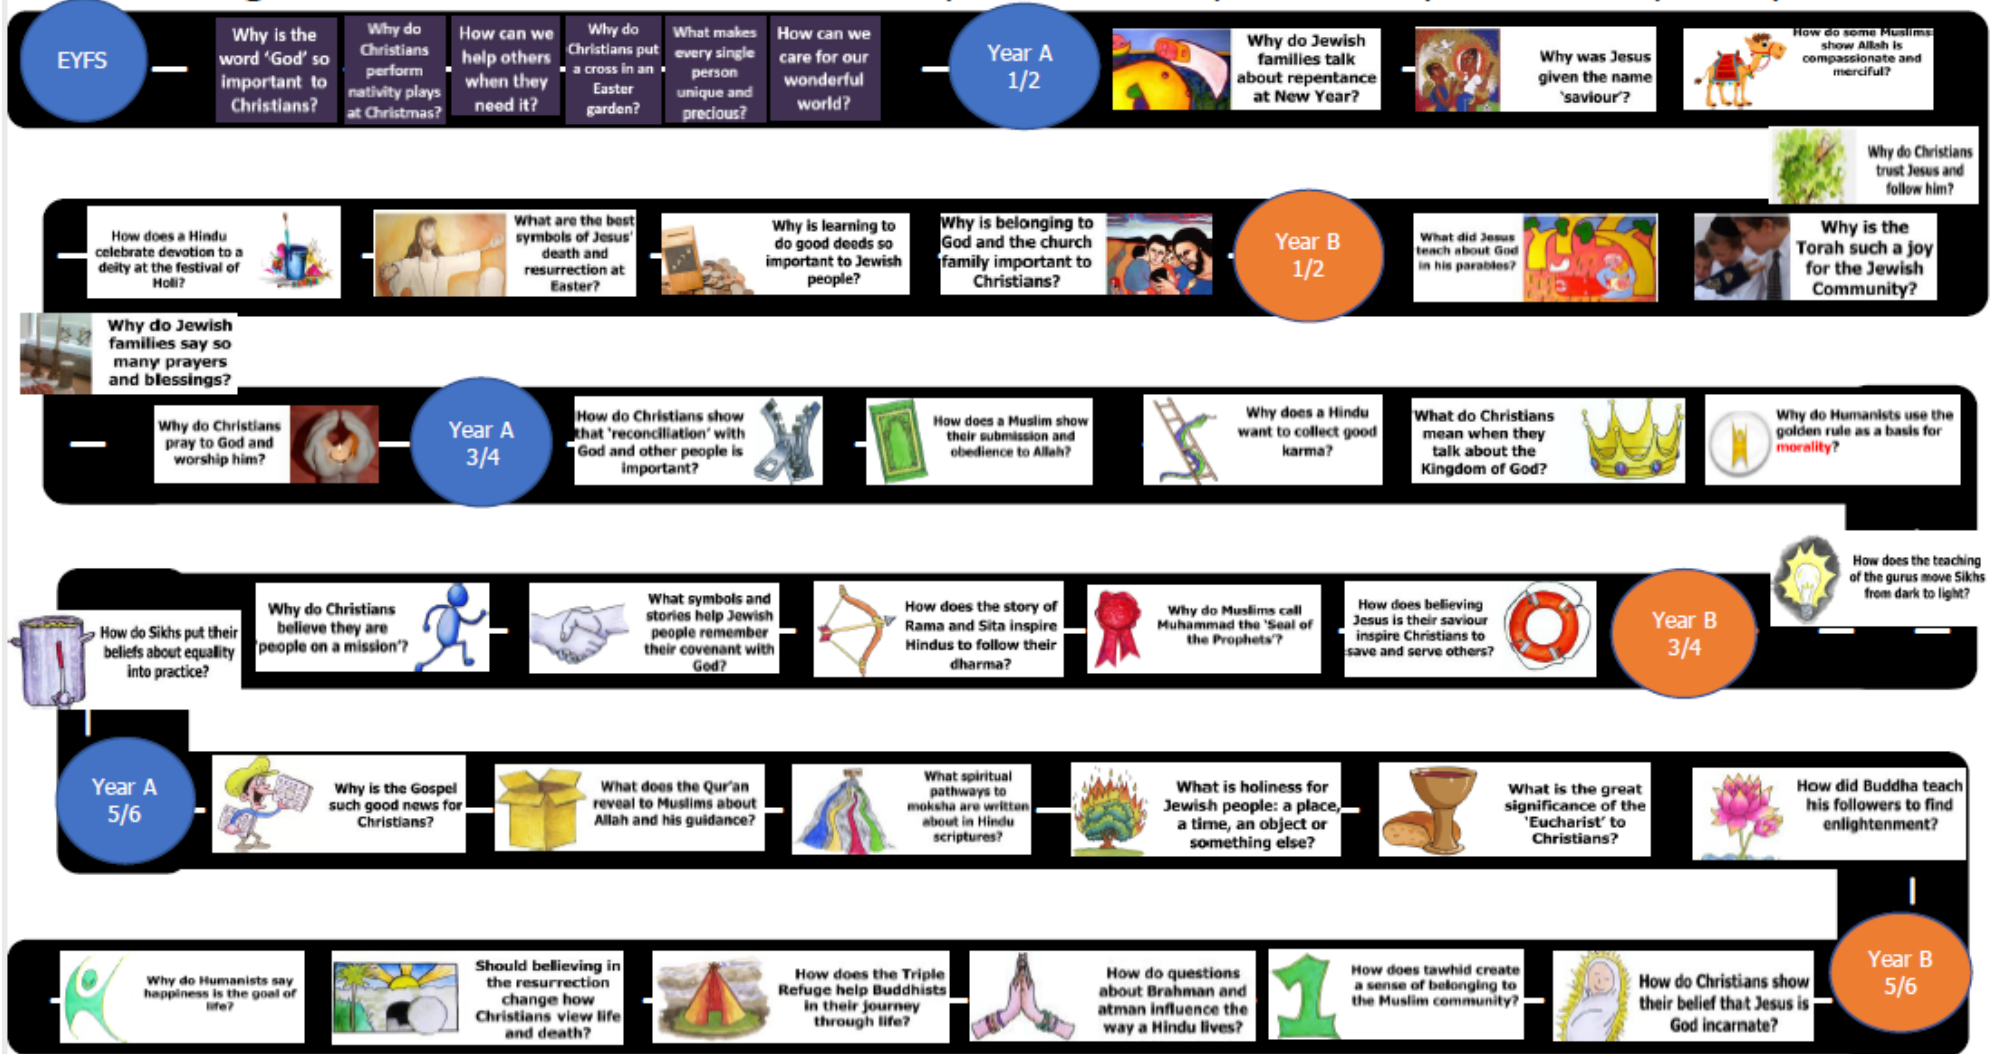 EYFS
Why is the
word ‘God’ so
important to
Christians?
Why do
Christians
perform
nativity plays
at Christmas?
How can we
help others
when they
need it?
Why do
Christians put
a cross in an
Easter
garden?
What makes
every single
person
unique and
precious?
How can we
care for our
wonderful
world?
Year A
1/2
Why do Jewish
families talk
about repentance
at New Year?
Why was Jesus
given the name
‘saviour’?
How do some Muslims
show Allah is
compassionate and
merciful?
Why do Christians
trust Jesus and
follow him?
How does a Hindu
celebrate devotion to a
deity at the festival of
Holi?
What are the best
symbols of Jesus’
death and
resurrection at
Easter?
Why is learning to
do good deeds so
important to Jewish
people?
Why is belonging to
God and the church
family important to
Christians?
Year B
1/2
What did Jesus
teach about God
in his parables?
Why is the
Torah such a joy
for the Jewish
Community?
Why do Jewish
families say so
many prayers
and blessings?
Why do Christians
pray to God and
worship him?
Year A
3/4
How do Christians show
that ‘reconciliation’ with
God and other people is
important?
How does a Muslim show
their submission and
obedience to Allah?
Why does a Hindu
want to collect good
karma?
What do Christians
mean when they
talk about the
Kingdom of God?
Why do Humanists use the
golden rule as a basis for
morality?
How does the teaching
of the gurus move Sikhs
from dark to light?
How do Sikhs put their
beliefs about equality
into practice?
Why do Christians
believe they are
‘people on a mission’?
What symbols and
stories help Jewish
people remember
their covenant with
God?
How does the story of
Rama and Sita inspire
Hindus to follow their
dharma?
Why do Muslims call
Muhammad the ‘Seal of
the Prophets’?
How does believing
Jesus is their saviour
inspire Christians to
save and serve others?
Year B
3/4
Year A
5/6
Why is the Gospel
such good news for
Christians?
What does the Qur’an
reveal to Muslims about
Allah and his guidance?
What spiritual
pathways to
moksha are written
about in Hindu
scriptures?
What is holiness for
Jewish people: a place,
a time, an object or
something else?
What is the great
significance of the
‘Eucharist’ to
Christians?
How did Buddha teach
his followers to find
enlightenment?
Why do Humanists say
happiness is the goal of
life?
Should believing in
the resurrection
change how
Christians view life
and death?
How does the Triple
Refuge help Buddhists
in their journey
through life?
How do questions
about Brahman and
atman influence the
way a Hindu lives?
1
How does tawhid create
a sense of belonging to
the Muslim community?
How do Christians show
their belief that Jesus is
God incarnate?
Year B
5/6